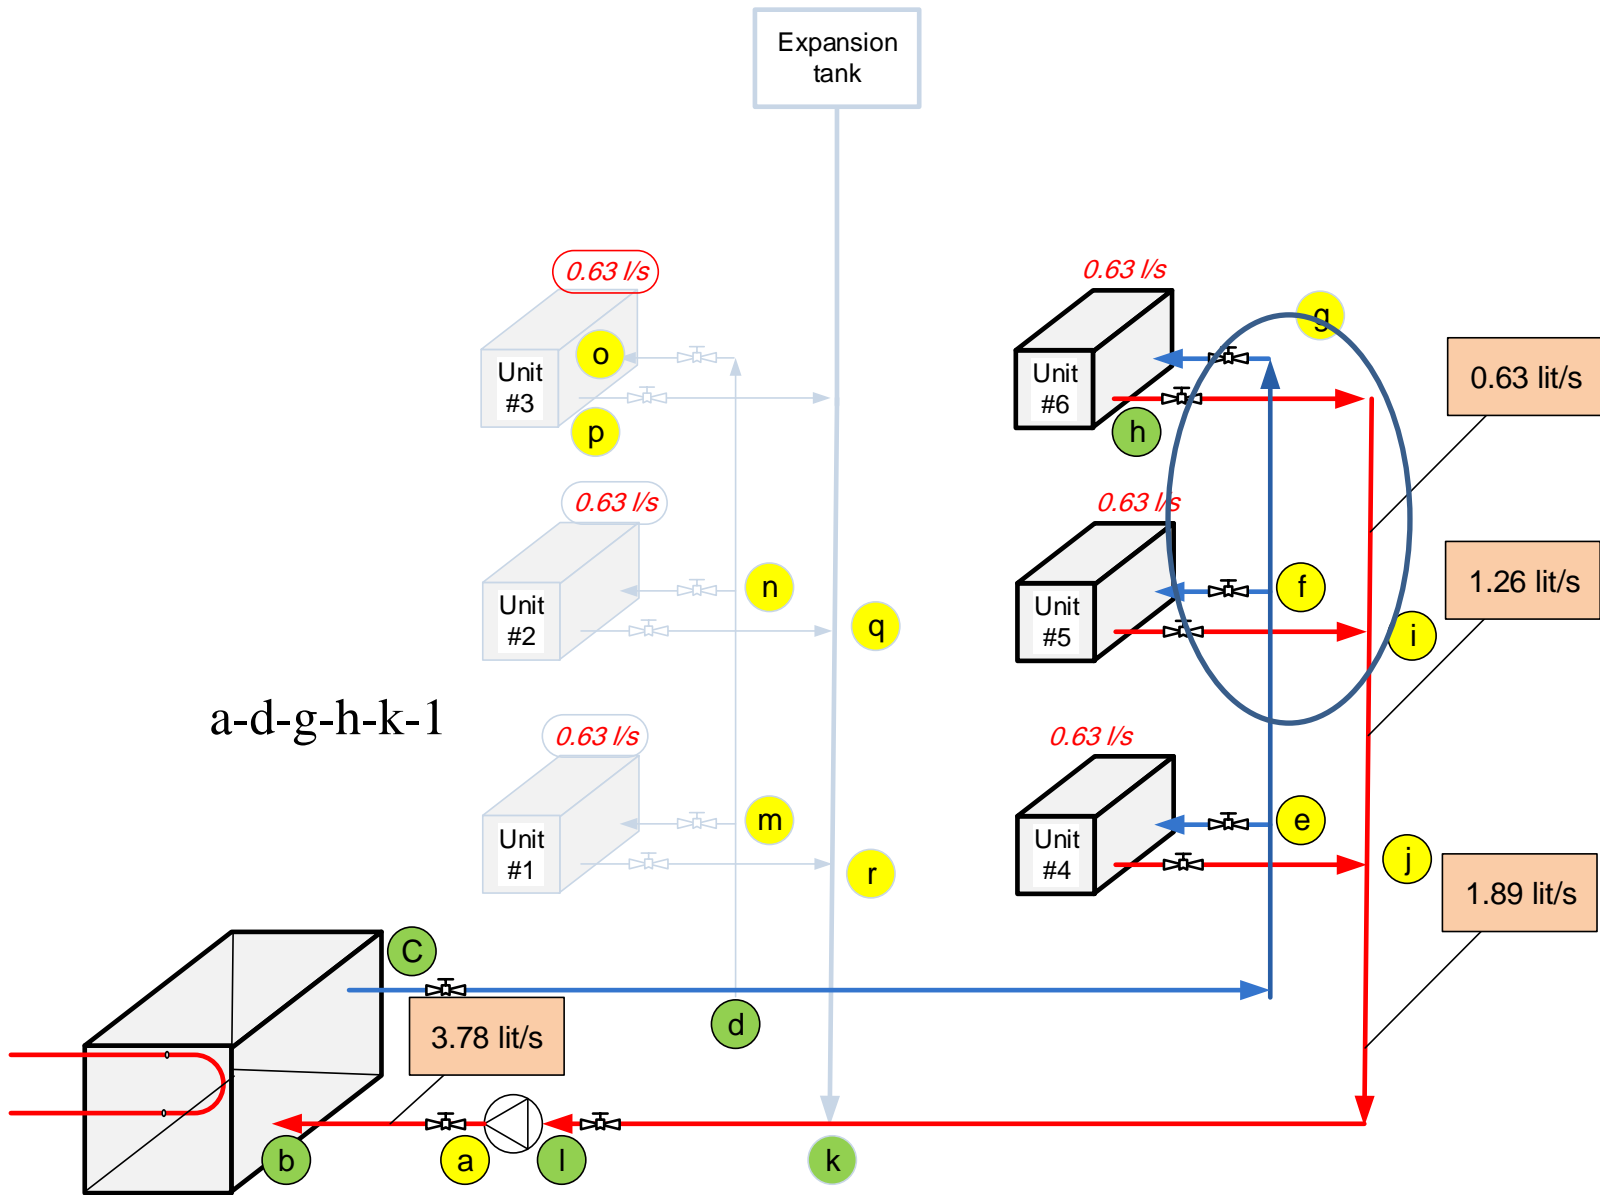 Expansion
tank
0.63 l/s
0.63 l/s
g
o
Unit
#3
Unit
#6
0.63 lit/s
p
h
0.63 l/s
0.63 l/s
n
f
1.26 lit/s
Unit
#2
q
Unit
#5
i
a-d-g-h-k-1
0.63 l/s
0.63 l/s
m
e
Unit
#1
r
Unit
#4
j
1.89 lit/s
C
d
3.78 lit/s
b
a
l
k